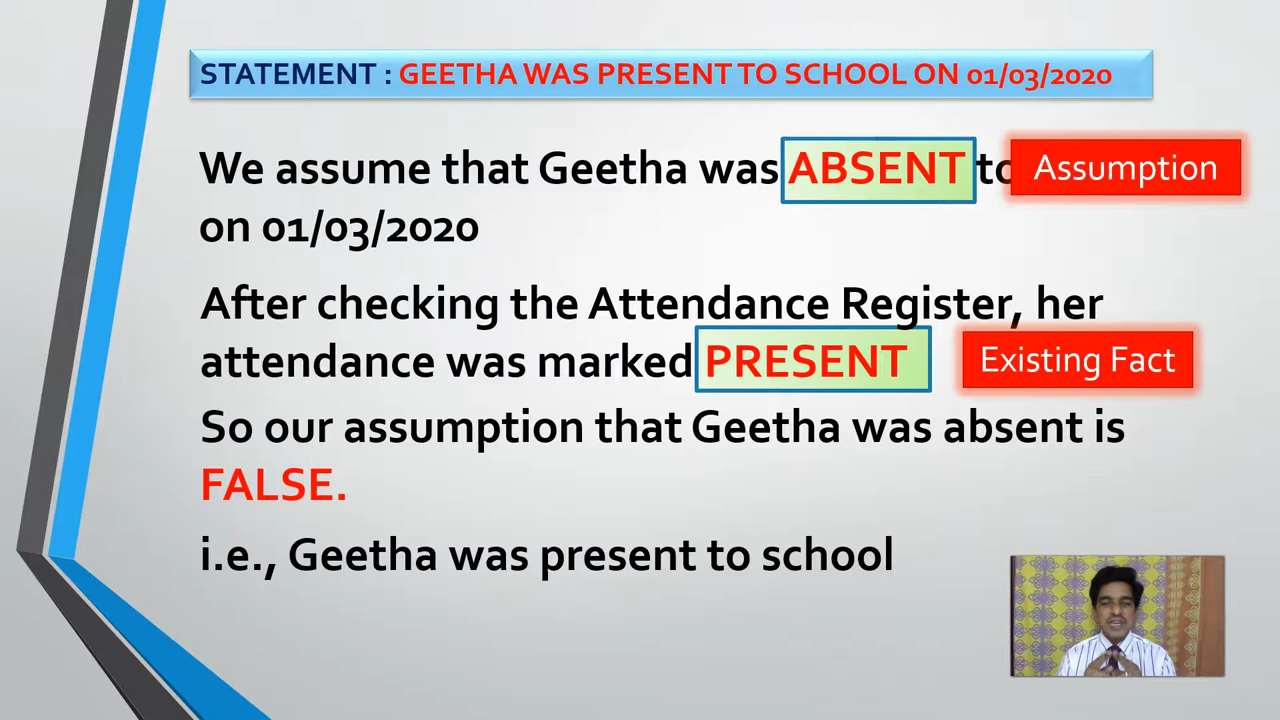 STATEMENT : GEETHA WAS PRESENT TO SCHOOL ON 01/03/2020
We assume that Geetha was ABSENT to Assumption
on 01/03/2020
After checking the Attendance Register, her
attendance was marked PRESENT Existing Fact
So our assumption that Geetha was absent is
FALSE.
i.e., Geetha was present to school